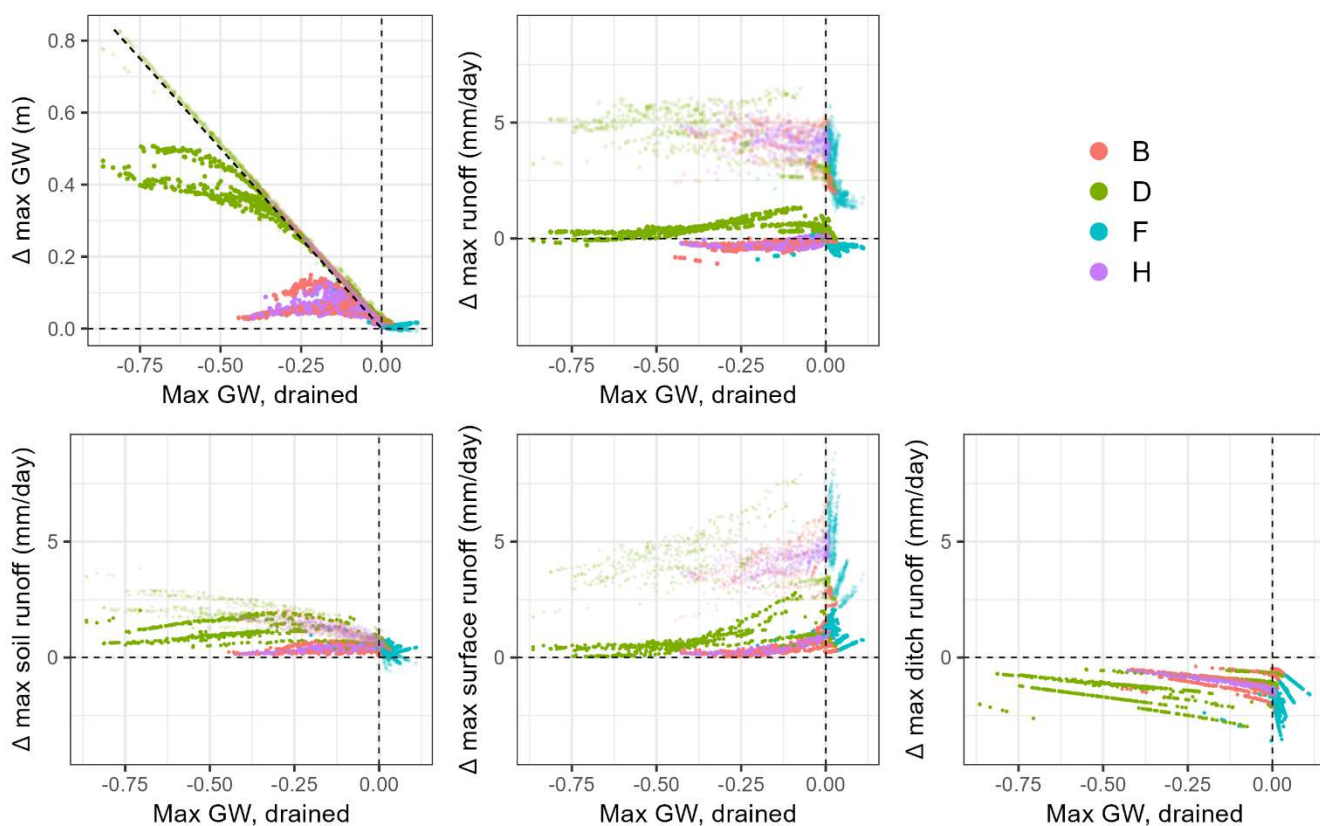 Δ max GW (m)
0.8
0.6
0.4
0.2
0.0
-0.75 -0.50 -0.25 0.00
Max GW, drained
Δ max runoff (mm/day)
5
0
-0.75 -0.50 -0.25 0.00
Max GW, drained
B
D
F
H
Δ max soil runoff (mm/day)
5
0
-0.75 -0.50 -0.25 0.00
Max GW, drained
Δ max surface runoff (mm/day)
5
0
-0.75 -0.50 -0.25 0.00
Max GW, drained
Δ max ditch runoff (mm/day)
5
0
-0.75 -0.50 -0.25 0.00
Max GW, drained